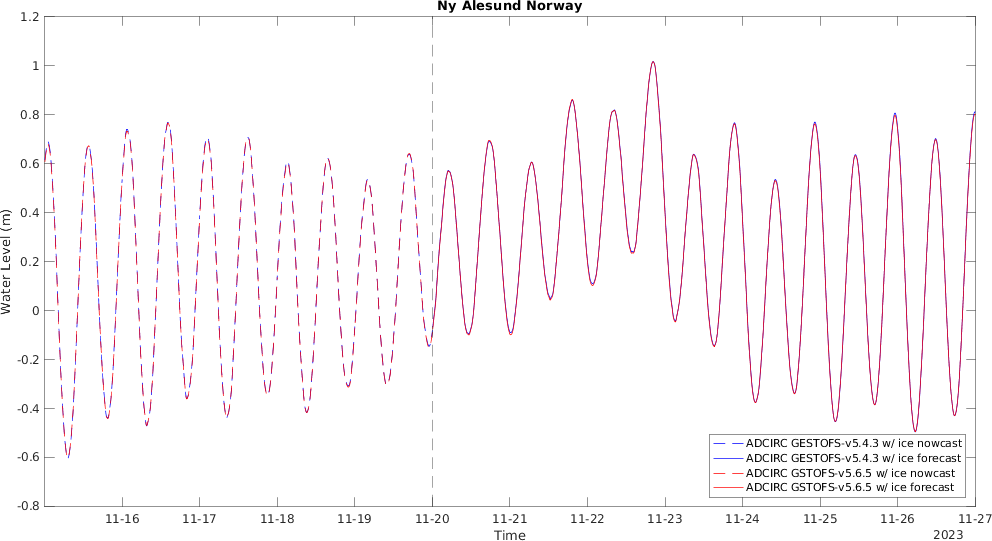 Ny Alesund Norway
1.2
1
0.8
0.6
0.4
0.2
0
-0.2
-0.4
-0.6
-0.8
Water Level (m)
ADCIRC GESTOFS-v5.4.3 w/ ice nowcast
ADCIRC GESTOFS-v5.4.3 w/ ice forecast
ADCIRC GSTOFS-v5.6.5 w/ ice nowcast
ADCIRC GSTOFS-v5.6.5 w/ ice forecast
11-16 11-17 11-18 11-19 11-20 11-21 11-22 11-23 11-24 11-25 11-26 11-27
Time
2023